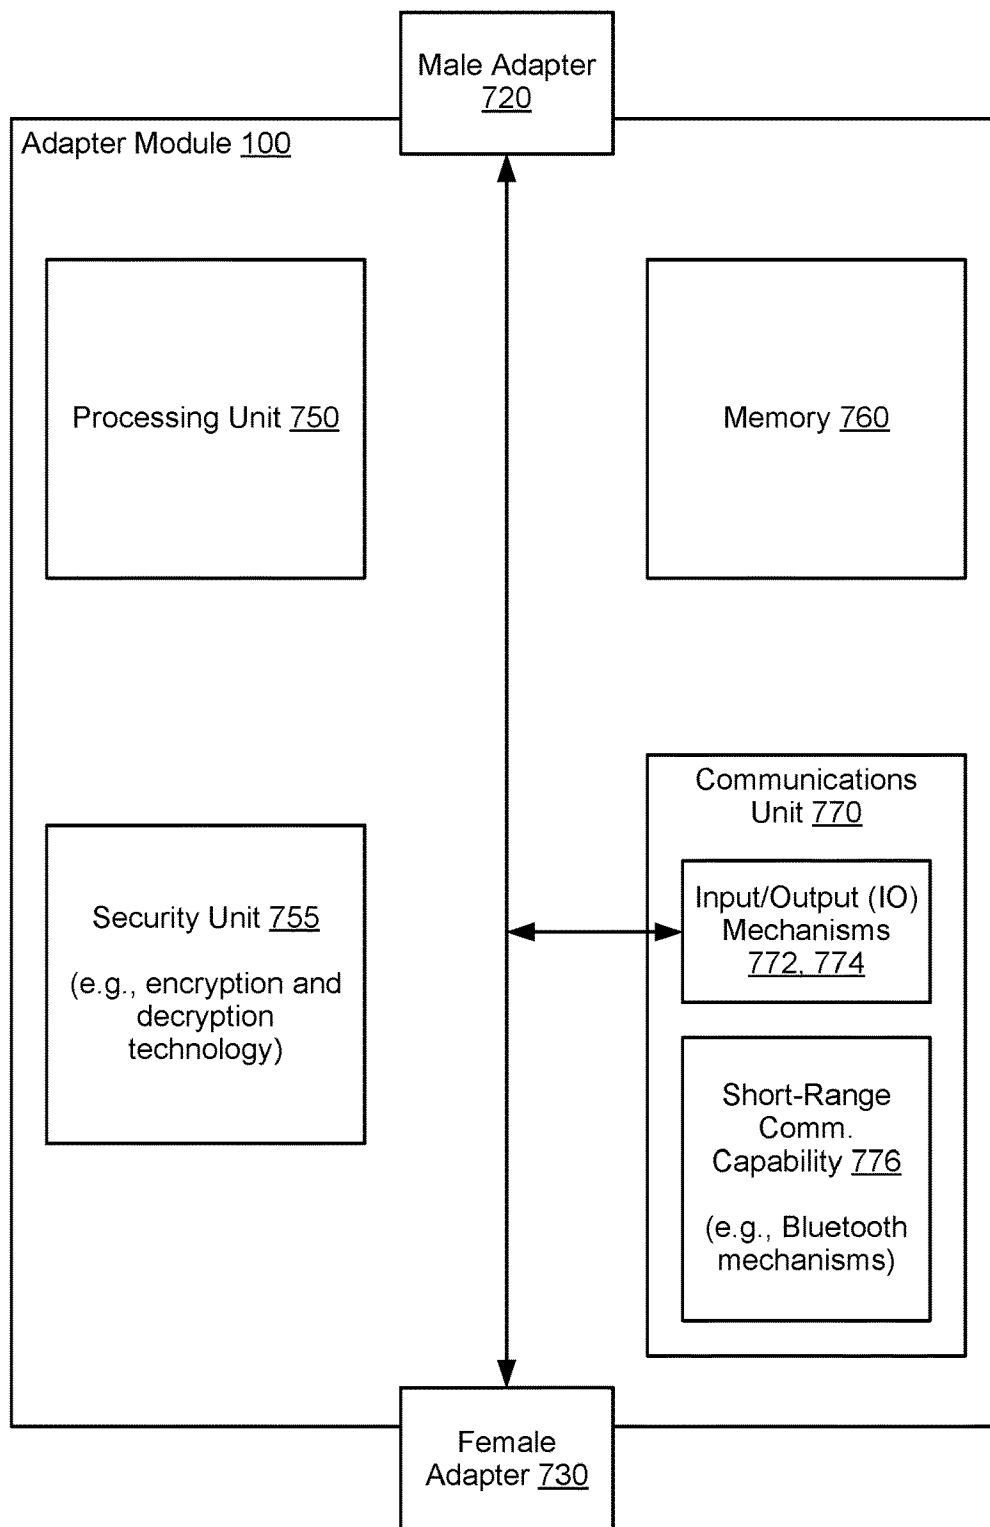 Male Adapter
720
Adapter Module 100
Processing Unit 750
Memory 760
Communications
Unit 770
Input/Output (IO)
Mechanisms
772, 774
Security Unit 755
(e.g., encryption and
decryption
technology)
Short-Range
Comm.
Capability 776
(e.g., Bluetooth
mechanisms)
Female
Adapter 730